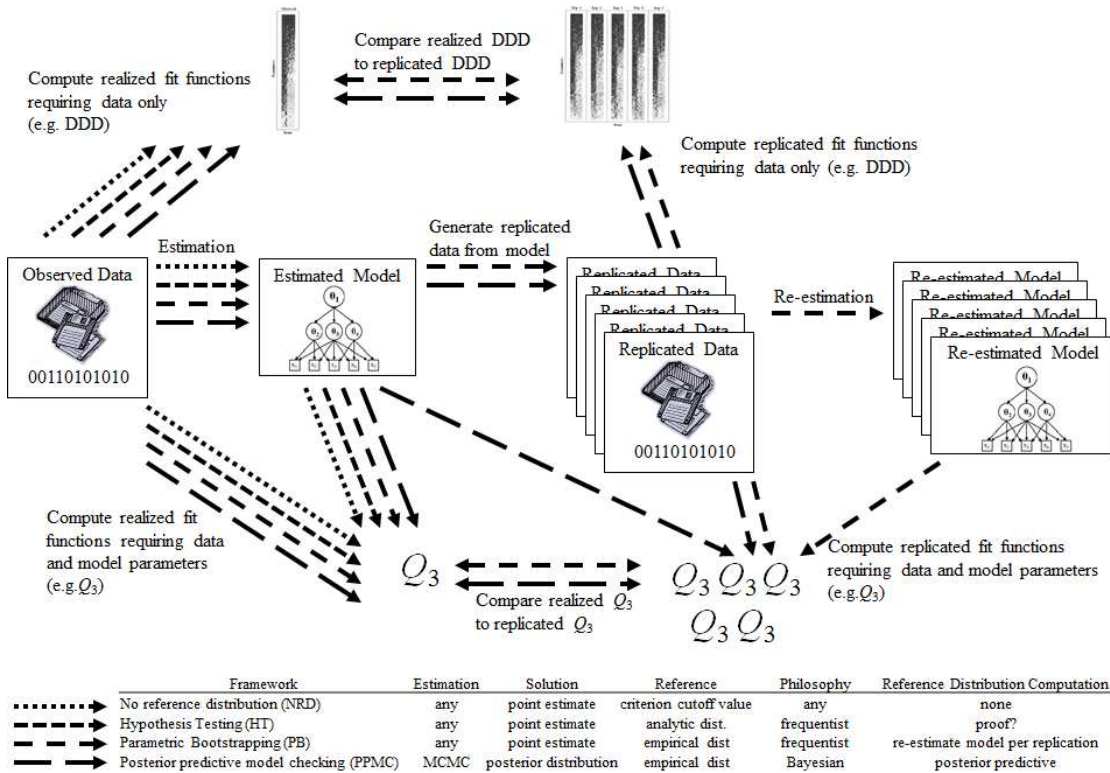 Compare realized DDD
to replicated DDD
Compute realized fit functions
requiring data only
(e.g. DDD)
Compute replicated fit functions
requiring data only (e.g. DDD)
Estimation
Generate replicated
data from model
Observed Data
00110101010
Estimated Model
θ1
Replicated Data
Replicated Data
Replicated Data
Replicated Data
Replicated Data
00110101010
Re-estimation
Re-estimated Model
Re-estimated Model
Re-estimated Model
Re-estimated Model
Re-estimated Model
θ1
Compute realized fit
functions requiring data
and model parameters
(e.g.Q3)
Q3
Compare realized Q3
to replicated Q3
Q3 Q3 Q3
Q3 Q3
Compute replicated fit functions
requiring data and model parameters
(e.g.Q3)
Framework Estimation Solution Reference Philosophy Reference Distribution Computation
No reference distribution (NRD) any point estimate criterion cutoff value any none
Hypothesis Testing (HT) any point estimate analytic dist. frequentist proof?
Parametric Bootstrapping (PB) any point estimate empirical dist frequentist re-estimate model per replication
Posterior predictive model checking (PPMC) MCMC posterior distribution empirical dist Bayesian posterior predictive